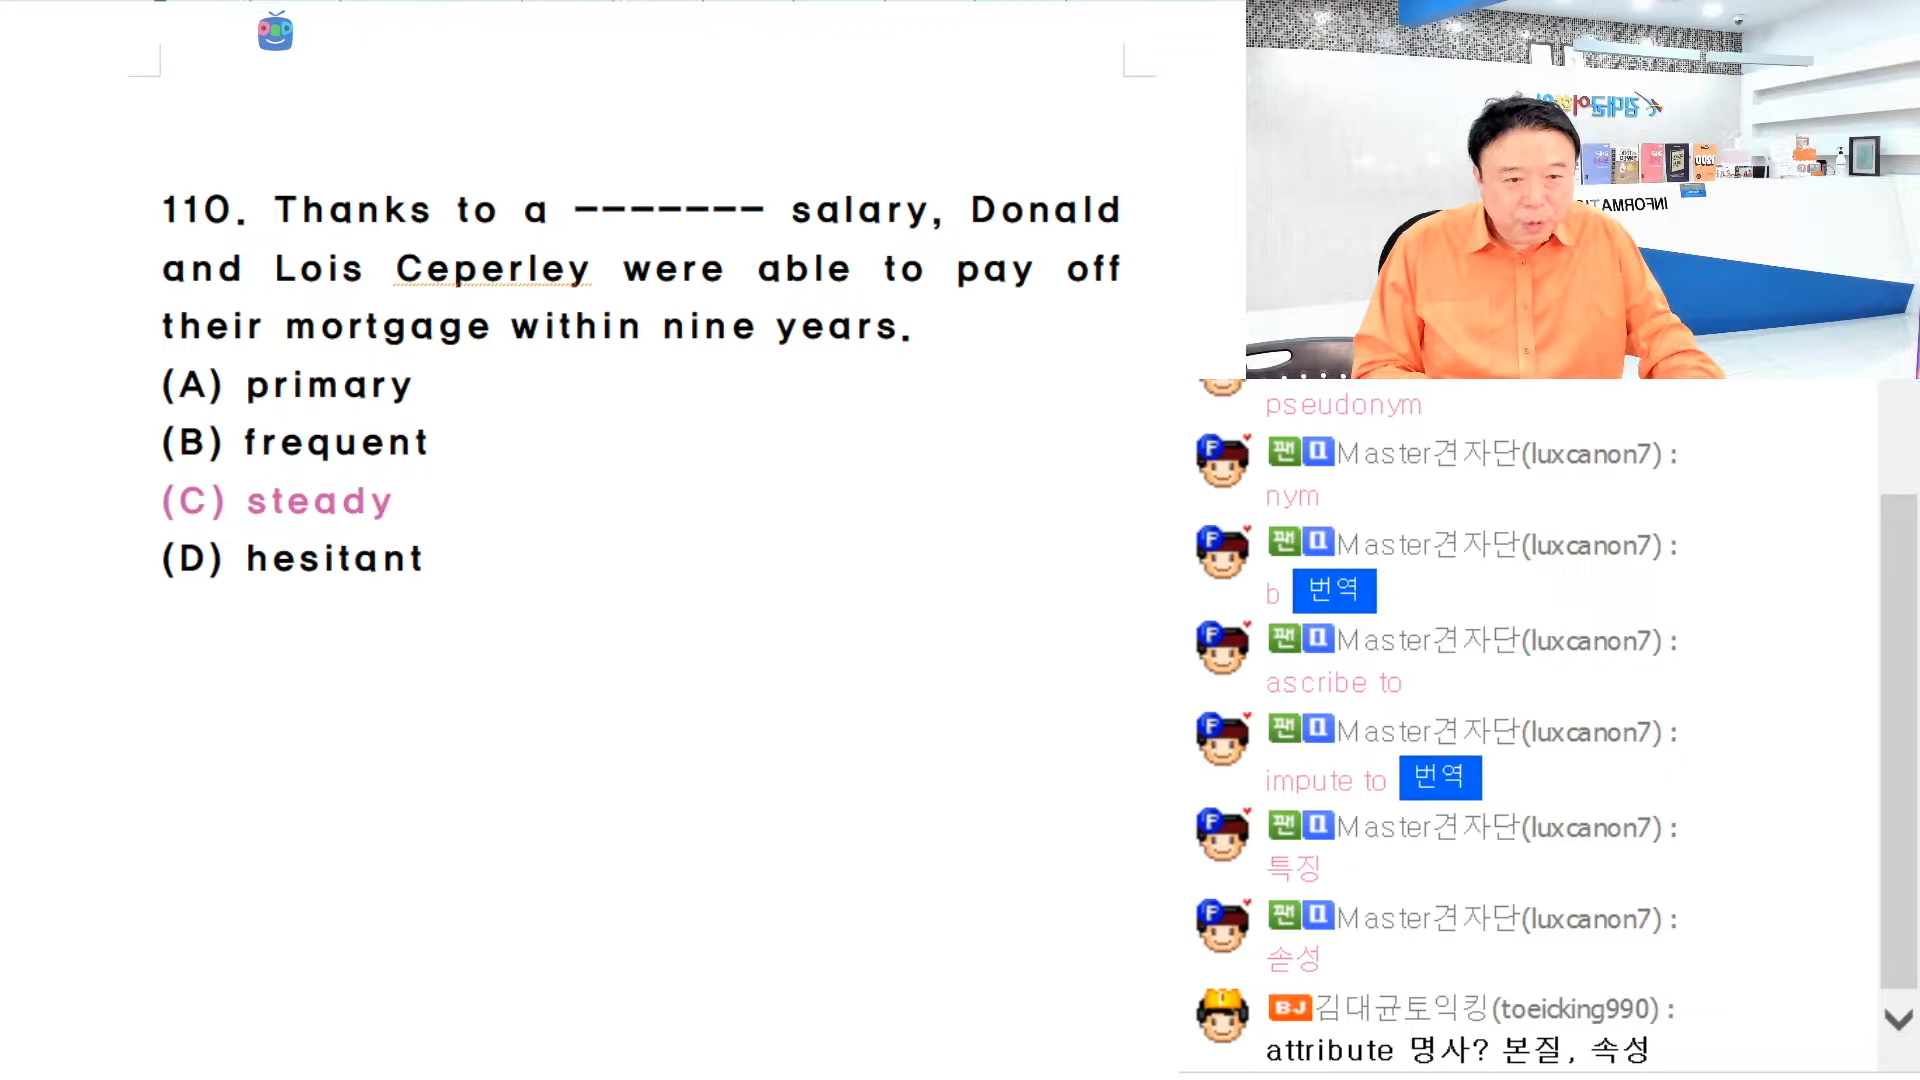 110. Thanks to a ------- salary, Donald
and Lois Ceperley were able to pay off
their mortgage within nine years.
(A) primary
(B) frequent
(C) steady
(D) hesitant
INFORMATI
pseudonym
팬 Master견자단(luxcanon7) :
nym
팬 Master견자단(luxcanon7) :
b 번역
팬 Master견자단(luxcanon7) :
ascribe to
팬 Master견자단(luxcanon7) :
impute to 번역
팬 Master견자단(luxcanon7) :
특징
팬 Master견자단(luxcanon7) :
솓성
BJ 김대균토익킹(toeicking990) :
attribute 명사? 본질, 속성